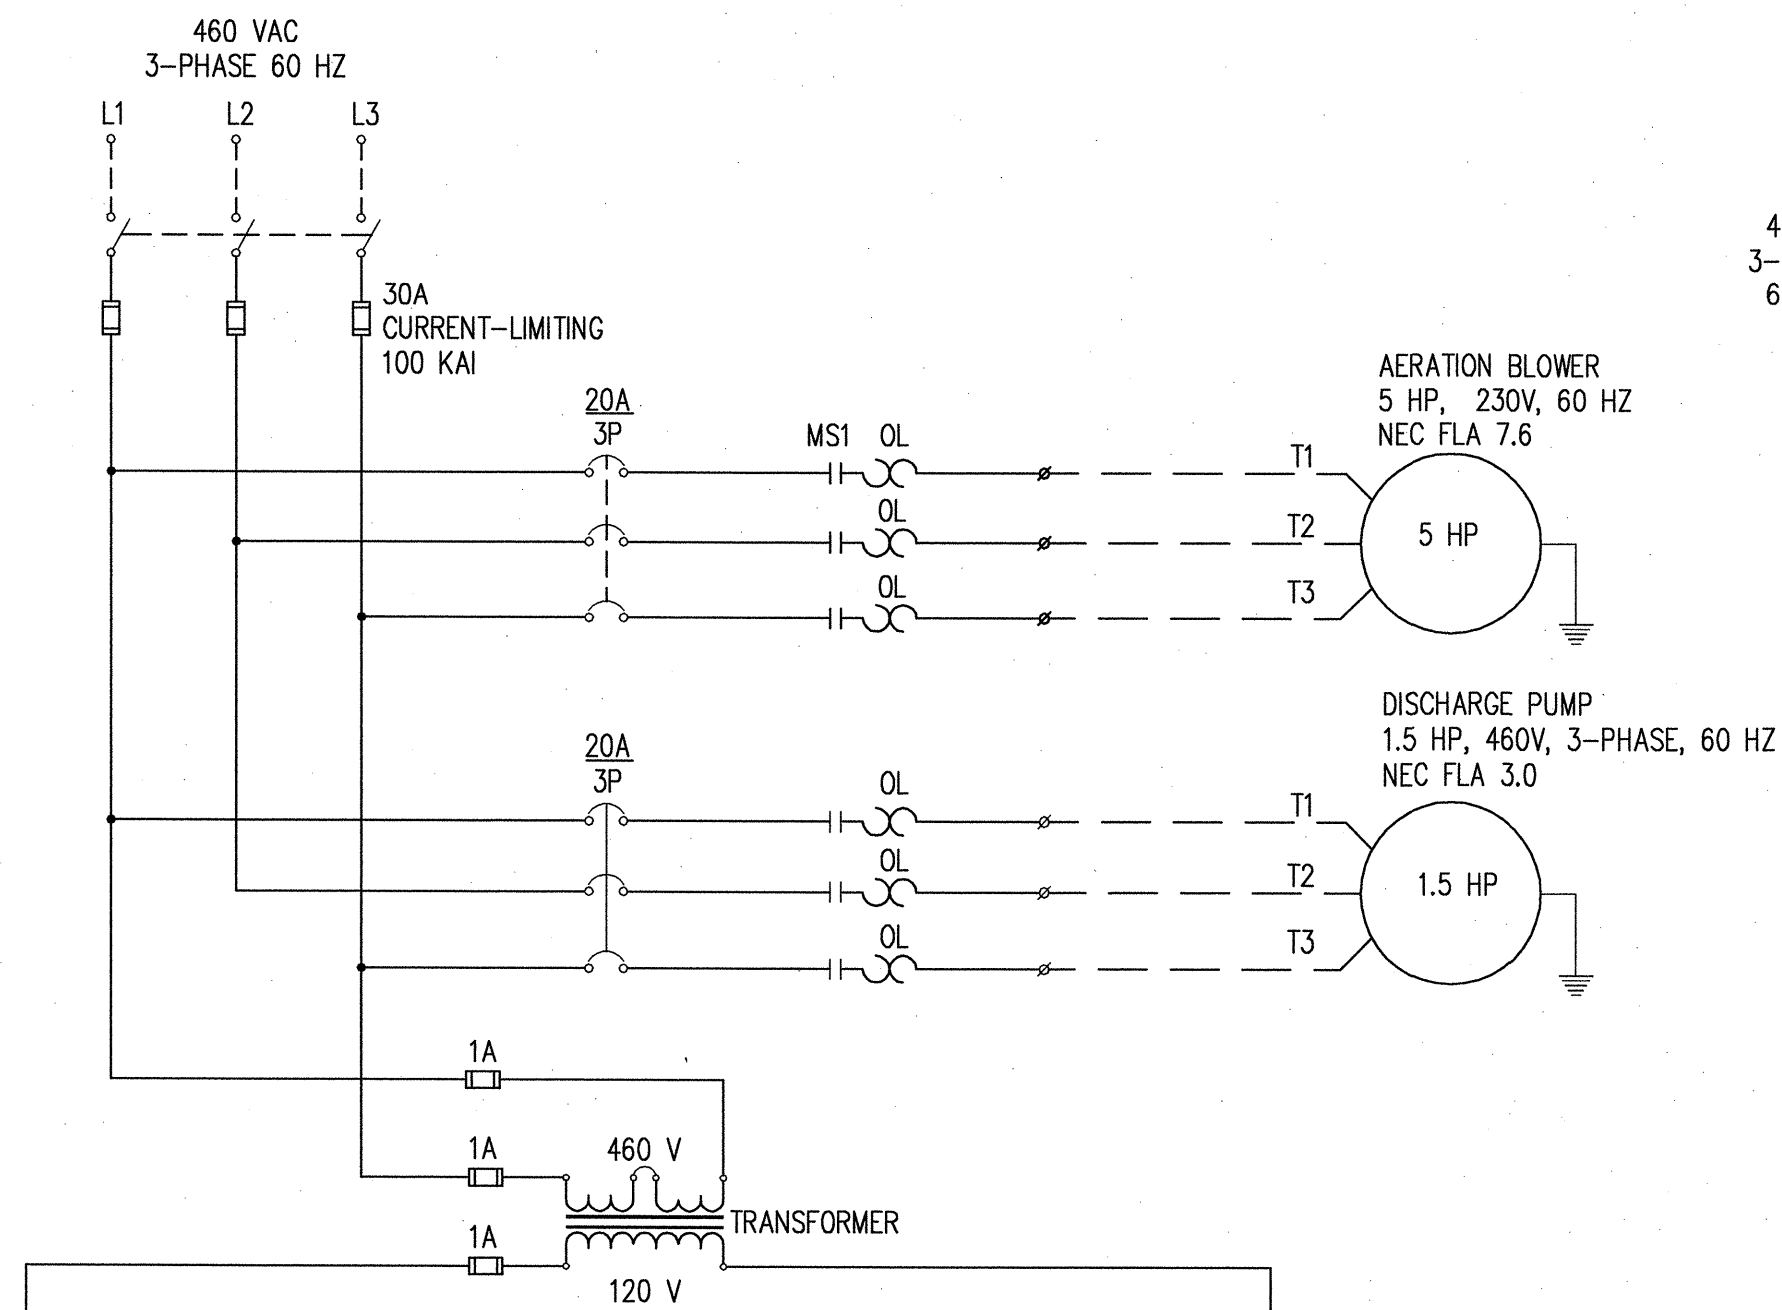 460 VAC
3-PHASE 60 HZ
L1 L2 L3
4
3-
6
30A
CURRENT-LIMITING
100 KAI
AERATION BLOWER
5 HP, 230V, 60 HZ
NEC FLA 7.6
20A
3P
MS1 OL
T1
OL
T2
5 HP
OL
T3
DISCHARGE PUMP
1.5 HP, 460V, 3-PHASE, 60 HZ
NEC FLA 3.0
20A
3P
OL
T1
OL
T2
1.5 HP
OL
T3
1A
1A
460 V
TRANSFORMER
1A
120 V